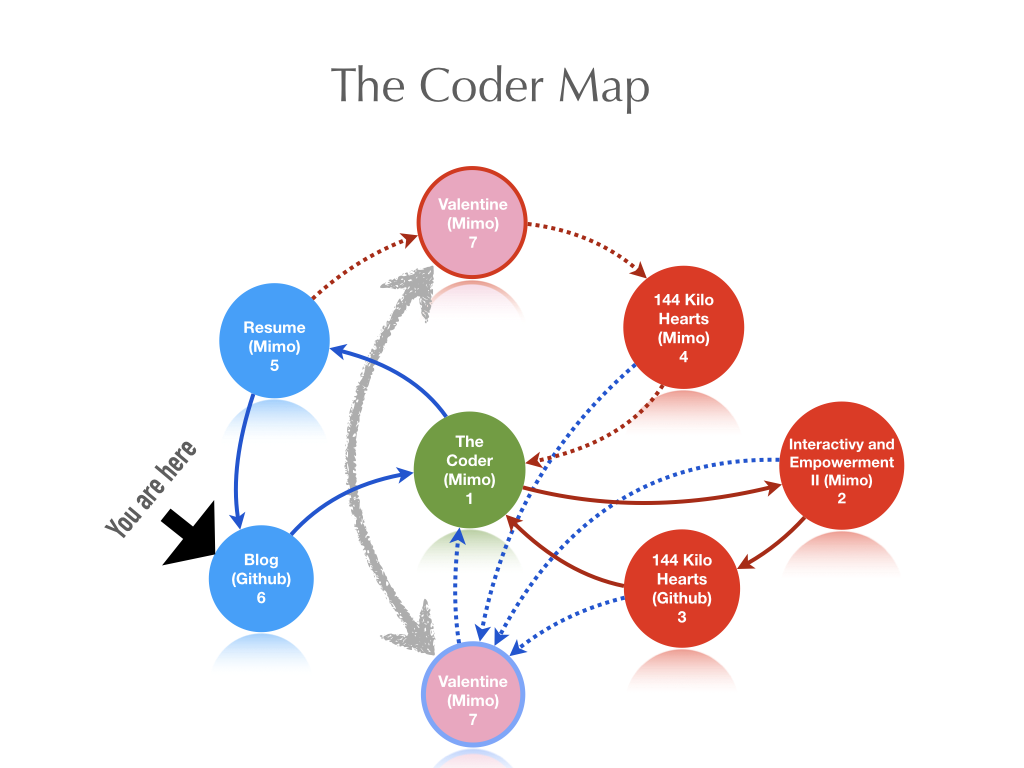 The Coder Map
Valentine
(Mimo)
7
144 Kilo
Hearts
(Mimo)
4
Resume
(Mimo)
5
The
Coder
(Mimo)
1
Interactivy and
Empowerment
II (Mimo)
2
You are here
Blog
(Github)
6
144 Kilo
Hearts
(Github)
3
Valentine
(Mimo)
7